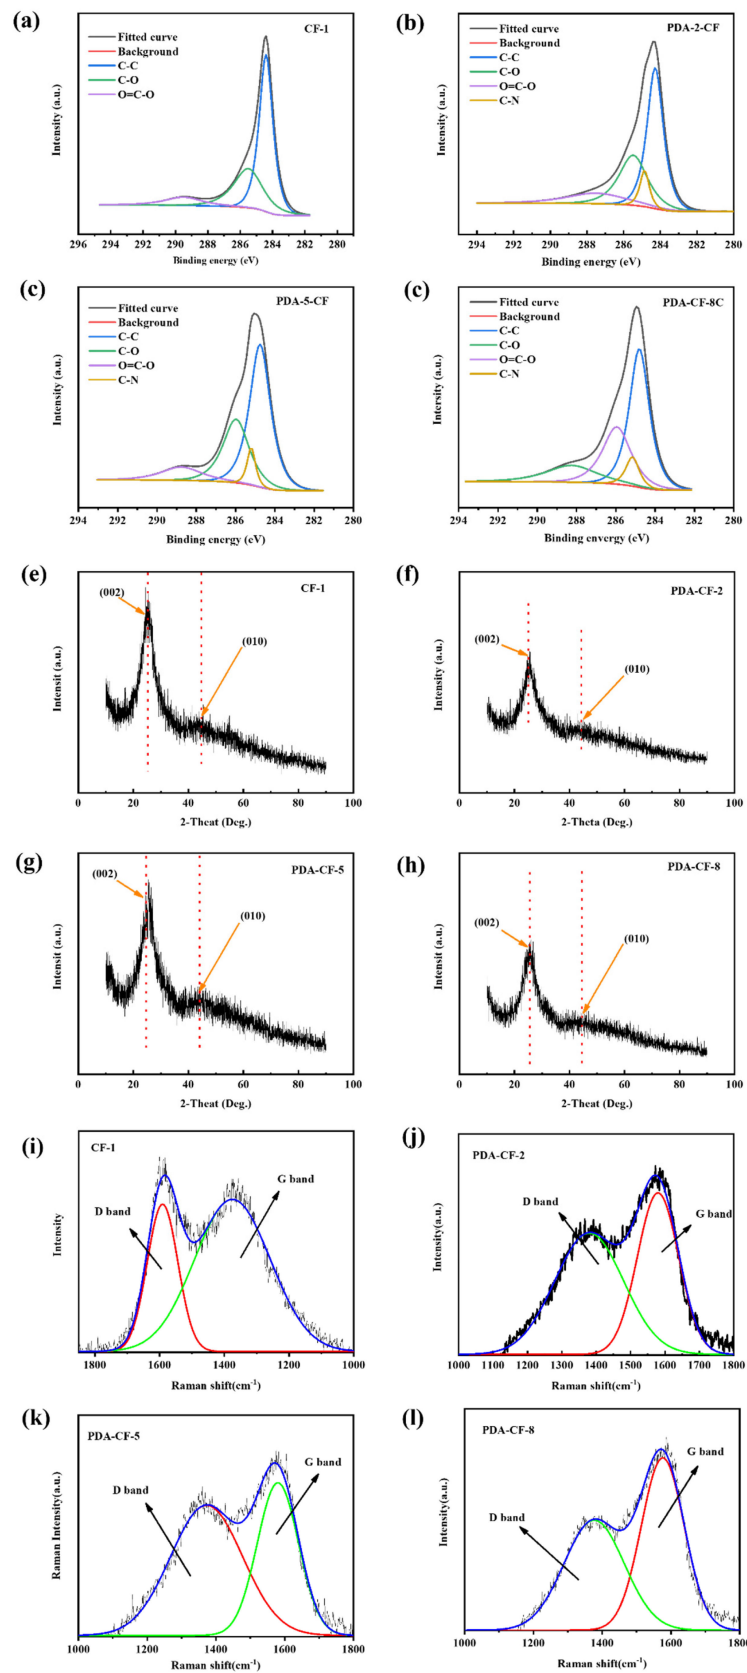 (a)
CF-1
Fitted curve
Background
C-C
C-O
O=C-O
Intensity (a.u.)
296 294 292 290 288 286 284 282 280
Binding energy (eV)
(b)
PDA-2-CF
Fitted curve
Background
C-C
C-O
O=C-O
C-N
Intensity (a.u.)
294 292 290 288 286 284 282 280
Binding energy (eV)
(c)
PDA-5-CF
Fitted curve
Background
C-C
C-O
O=C-O
C-N
Intensity (a.u.)
294 292 290 288 286 284 282 280
Binding energy (eV)
(c)
PDA-CF-8C
Fitted curve
Background
C-C
C-O
O=C-O
C-N
Intersity (a.u.)
294 292 290 288 286 284 282 280
Binding envergy (eV)
(e)
CF-1
(002)
(010)
Intensit (a.u.)
0 20 40 60 80 100
2-Theat (Deg.)
(f)
PDA-CF-2
(002)
(010)
Intensity (a.u.)
0 20 40 60 80 100
2-Theta (Deg.)
(g)
PDA-CF-5
(002)
(010)
Intensit (a.u.)
0 20 40 60 80 100
2-Theat (Deg.)
(h)
PDA-CF-8
(002)
(010)
Intensity (a.u.)
0 20 40 60 80 100
2-Theta (Deg.)
(i)
CF-1
G band
D band
Intensity
1800 1600 1400 1200 1000
Raman shift(cm-1)
(j)
PDA-CF-2
D band
G band
Intensity(a.u.)
1000 1100 1200 1300 1400 1500 1600 1700 1800
Raman shift(cm-1)
(k)
PDA-CF-5
D band
G band
Raman Intensity(a.u.)
1000 1200 1400 1600 1800
Raman shift(cm-1)
(l)
PDA-CF-8
G band
D band
Intensity(a.u.)
1000 1200 1400 1600 1800
Raman shift(cm-1)